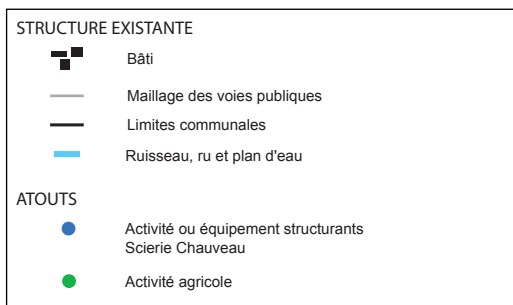 STRUCTURE EXISTANTE
Bâti
Maillage des voies publiques
Limites communales
Ruisseau, ru et plan d'eau
ATOUTS
Activité ou équipement structurants
Scierie Chauveau
Activité agricole